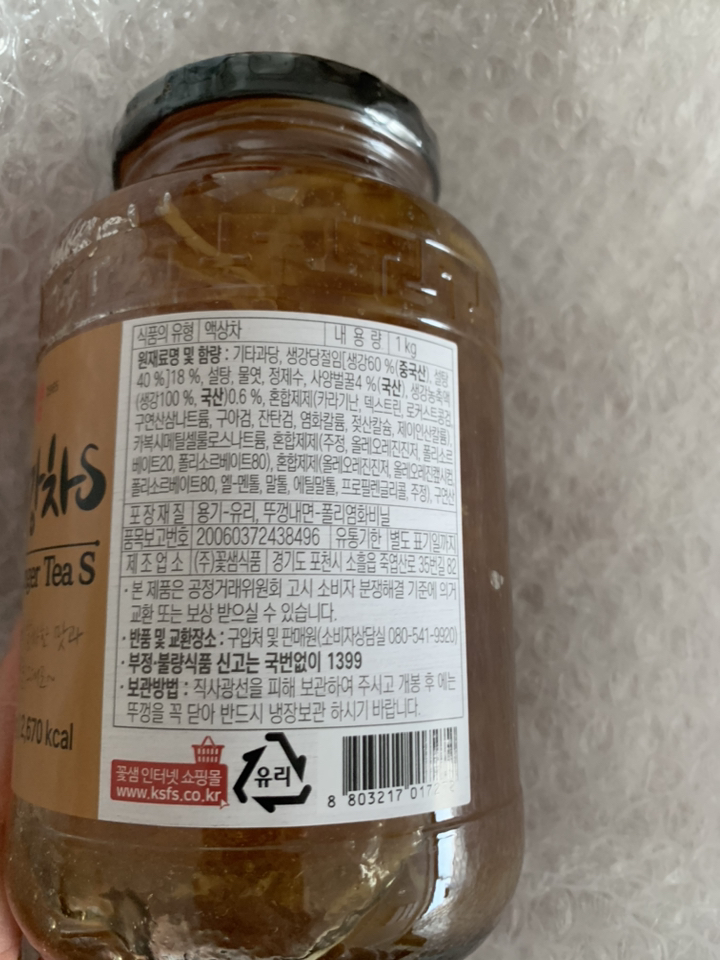 식품의 유형 액상차 내 용 량 1 kg
원재료명 및 함량 : 기타과당, 생강당절임[생강60 %(중국산), 설탕
40 %]18 %, 설탕, 물엿, 정제수, 사양벌꿀4 %(국산), 생강농축액
(생강100 %, 국산)0.6 %, 혼합제제(카라기난, 덱스트린, 로커스트콩검,
구연산삼나트륨, 구아검, 잔탄검, 염화칼륨, 젖산칼슘, 제이인산칼륨),
카복시메틸셀룰로스나트륨, 혼합제제(주정, 올레오레진진저, 폴리소르
베이트20, 폴리소르베이트80), 혼합제제(올레오레진진저, 올레오레진캡시컴,
폴리소르베이트80, 엘-멘톨, 말톨, 에틸말톨, 프로필렌글리콜, 주정), 구연산
포 장 재 질 용기-유리, 뚜껑내면-폴리염화비닐
품목보고번호 20060372438496 유통기한 별도 표기일까지
제 조 업 소 (주)꽃샘식품 경기도 포천시 소흘읍 죽엽산로 35번길 82
· 본 제품은 공정거래위원회 고시 소비자 분쟁해결 기준에 의거
교환 또는 보상 받으실 수 있습니다.
· 반품 및 교환장소 : 구입처 및 판매원(소비자상담실 080-541-9920)
· 부정·불량식품 신고는 국번없이 1399
· 보관방법 : 직사광선을 피해 보관하여 주시고 개봉 후 에는
뚜껑을 꼭 닫아 반드시 냉장보관 하시기 바랍니다.
차S
Tea S
맛과
2,670 kcal
꽃샘 인터넷 쇼핑몰
www.ksfs.co.kr
유리
8 803217 017